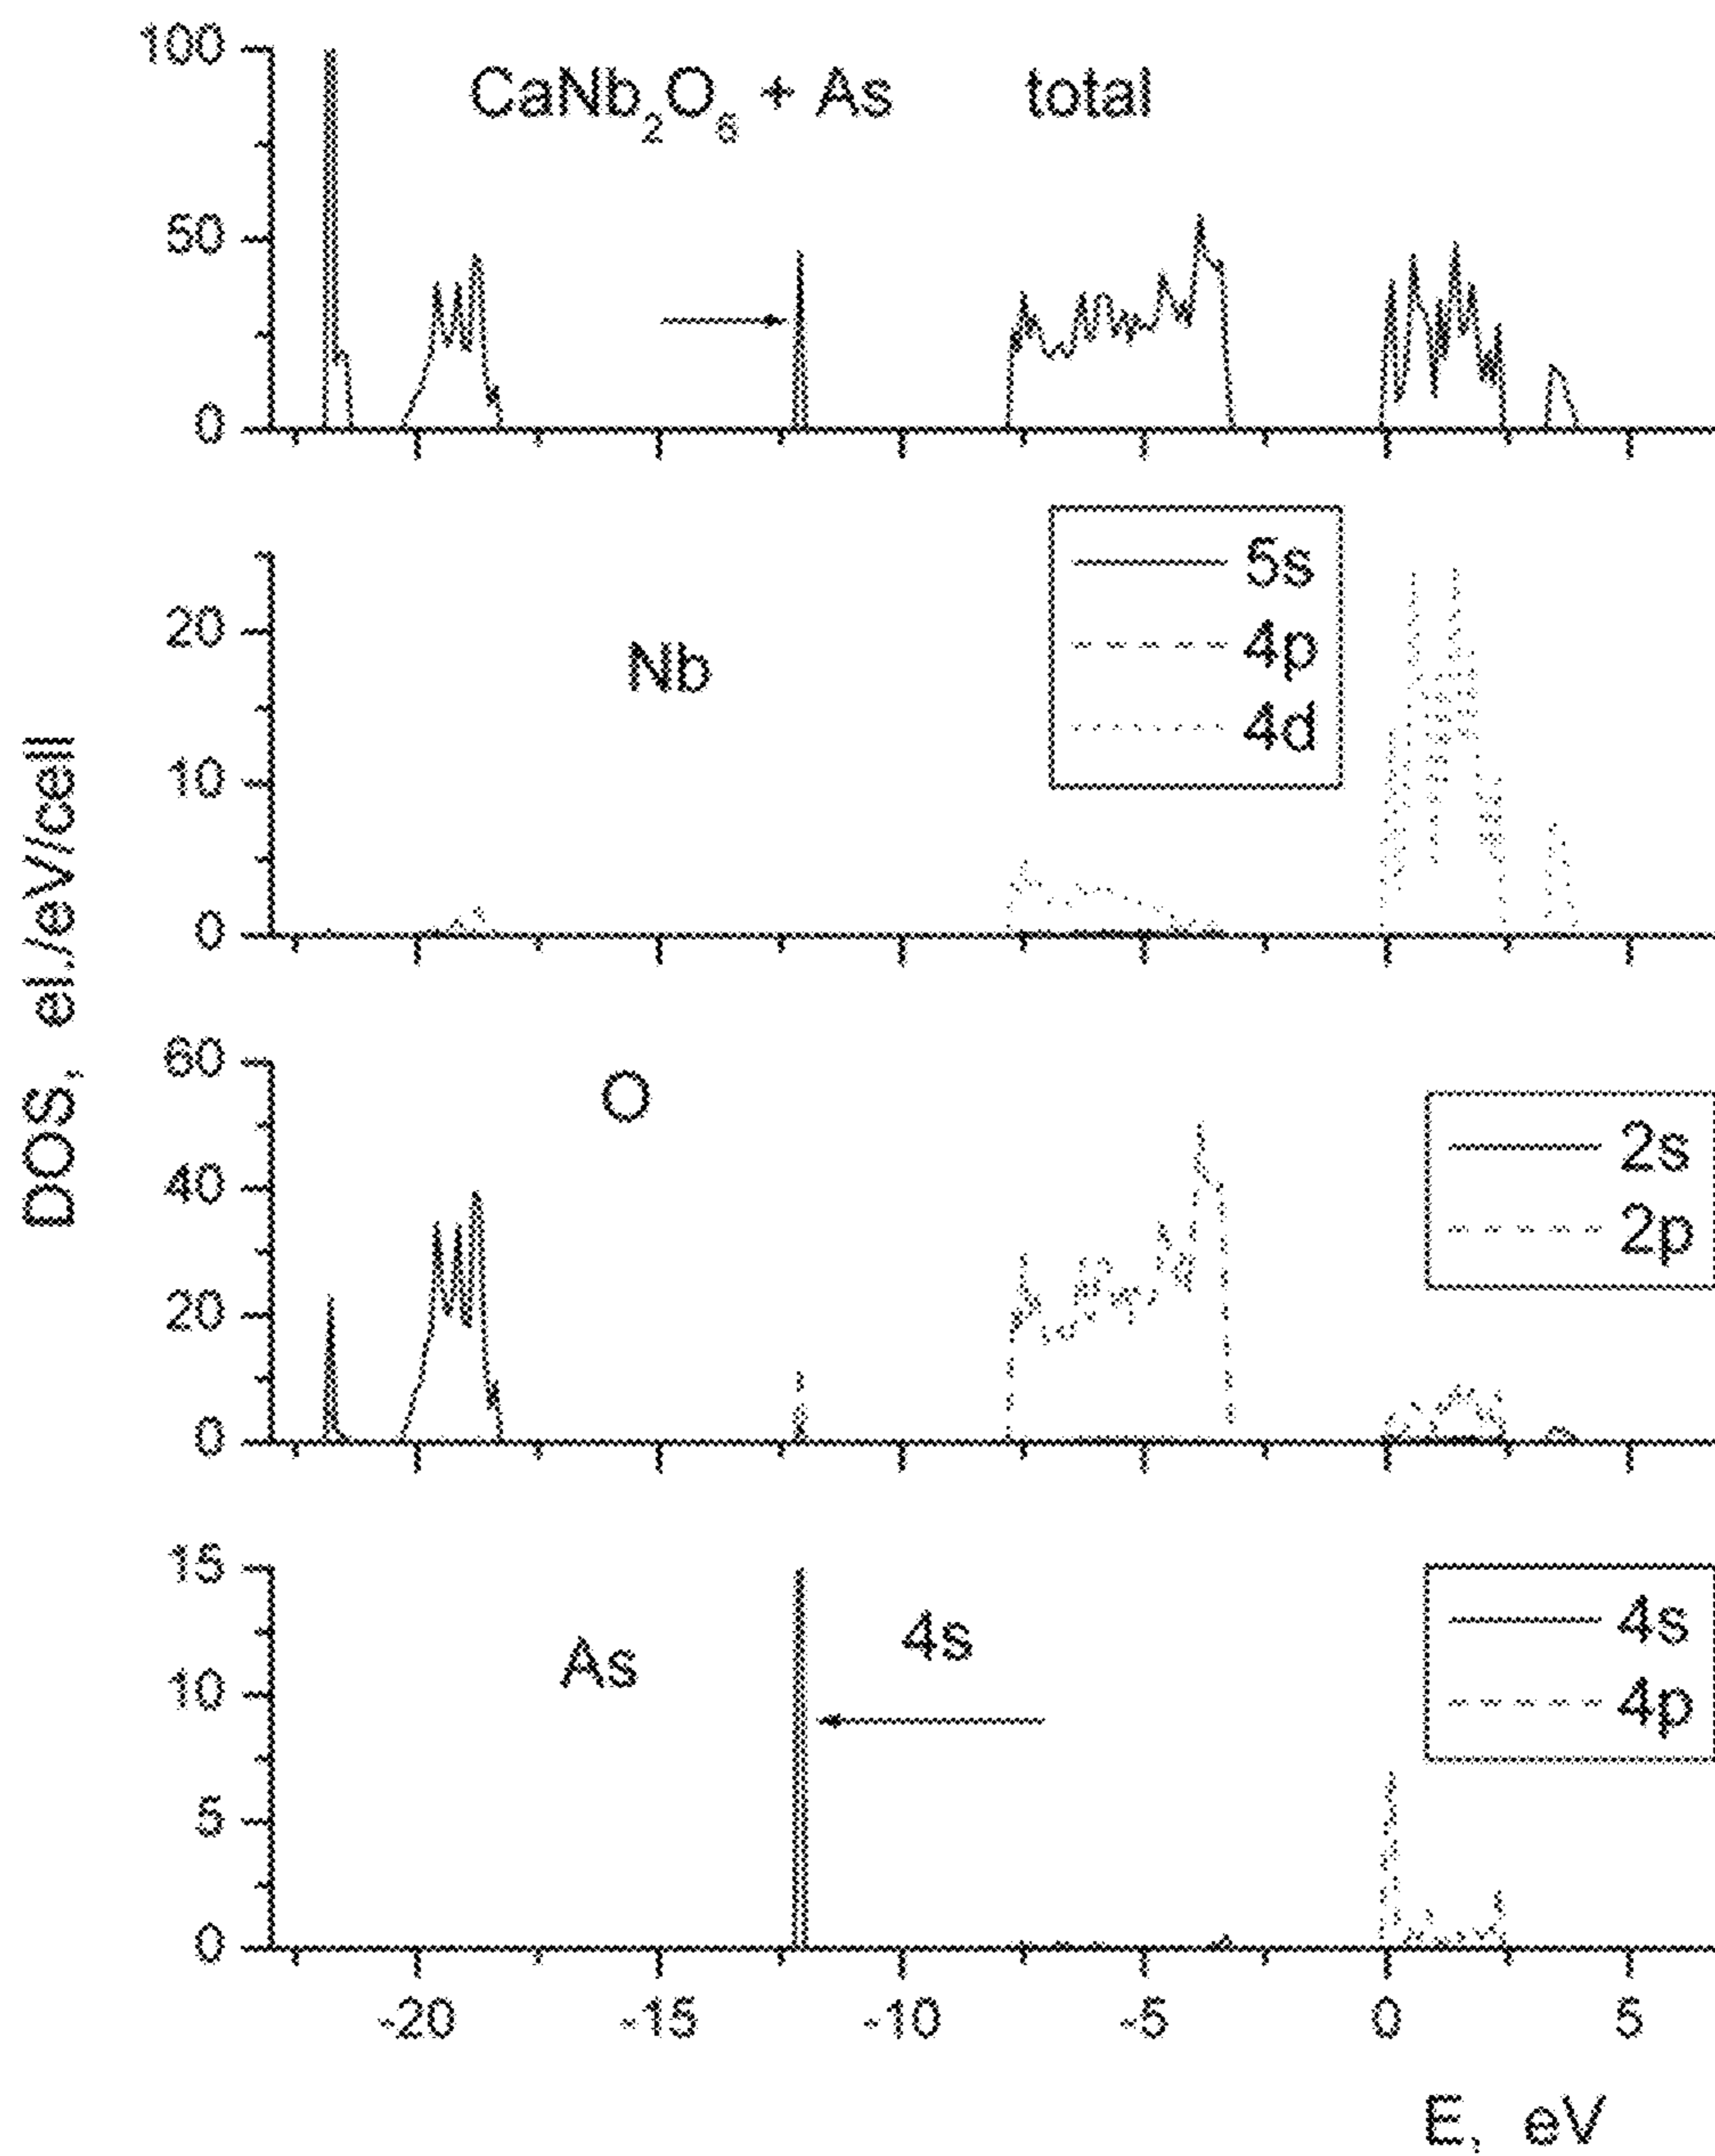 CaNb₂O₆ + As total
100
50
0
Nb
5s
4p
4d
20
10
0
DOS, el./eV/cell
O
2s
2p
60
40
20
0
As
4s
4s
4p
15
10
5
0
-20 -15 -10 -5 0 5
E, eV